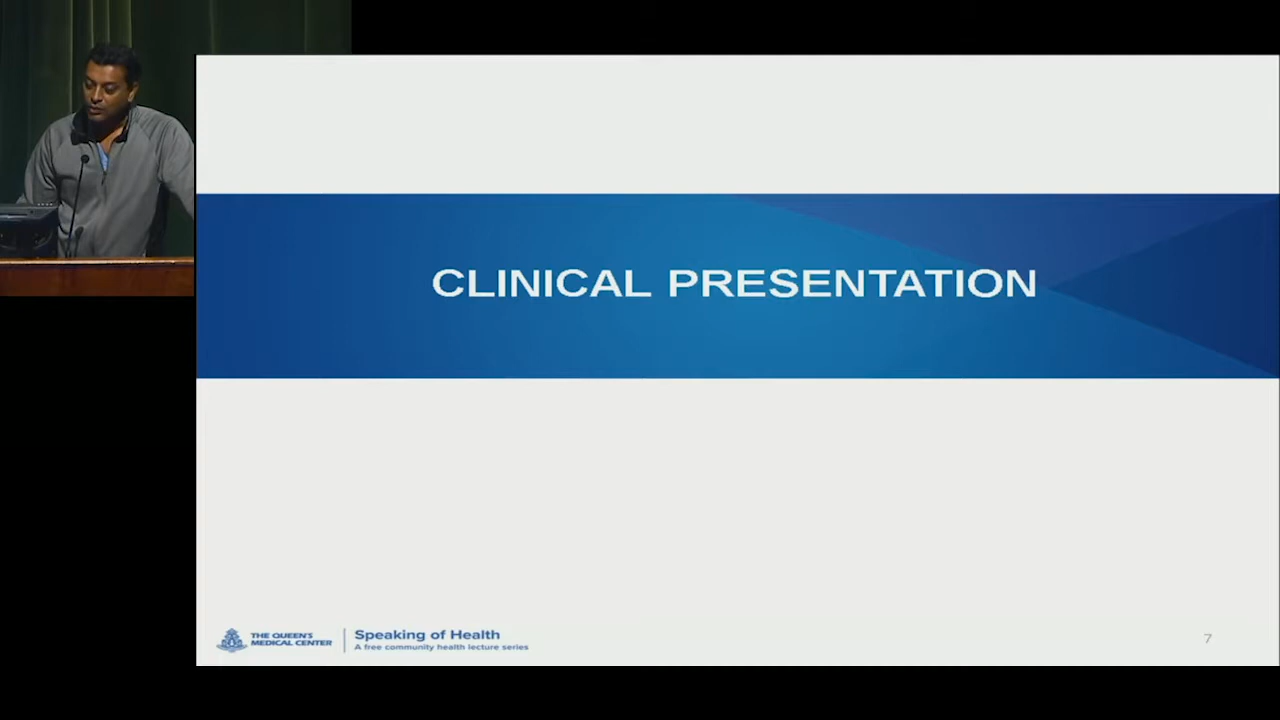 CLINICAL PRESENTATION
THE QUEEN'S
MEDICAL CENTER
Speaking of Health
A free community health lecture series
7